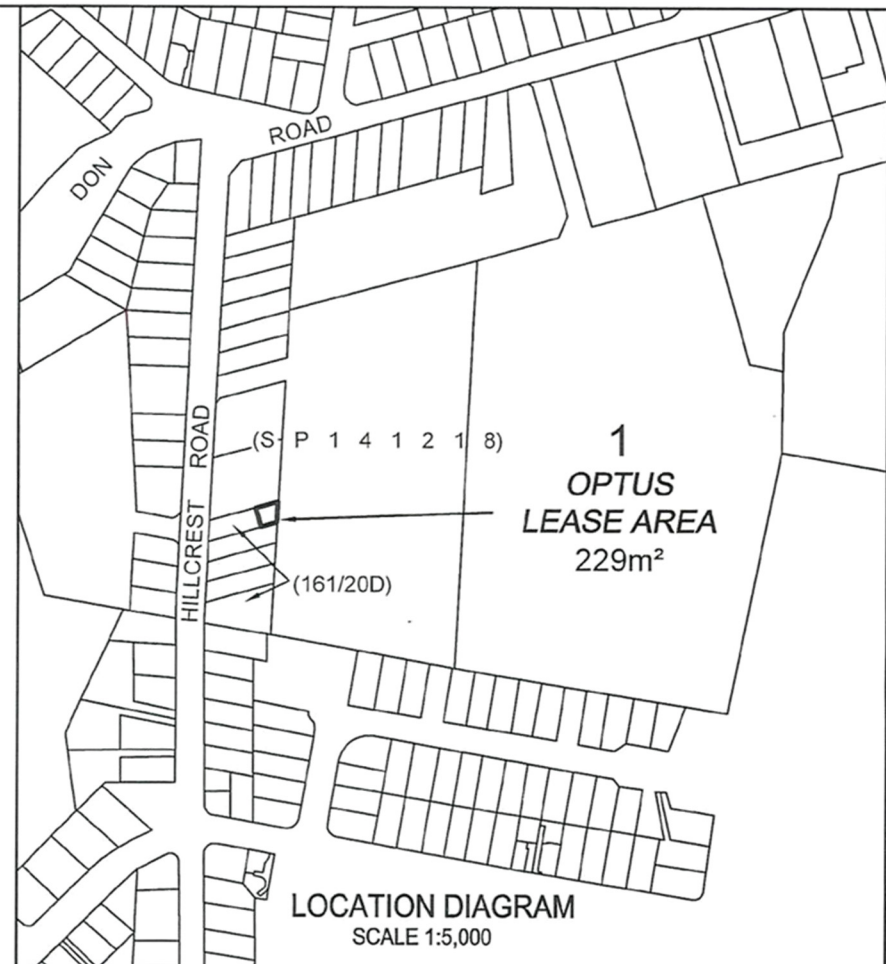 ROAD
DON
HILLCREST ROAD
(S P 1 4 1 2 1 8)
1
OPTUS
LEASE AREA
229m²
(161/20D)
LOCATION DIAGRAM
SCALE 1:5,000